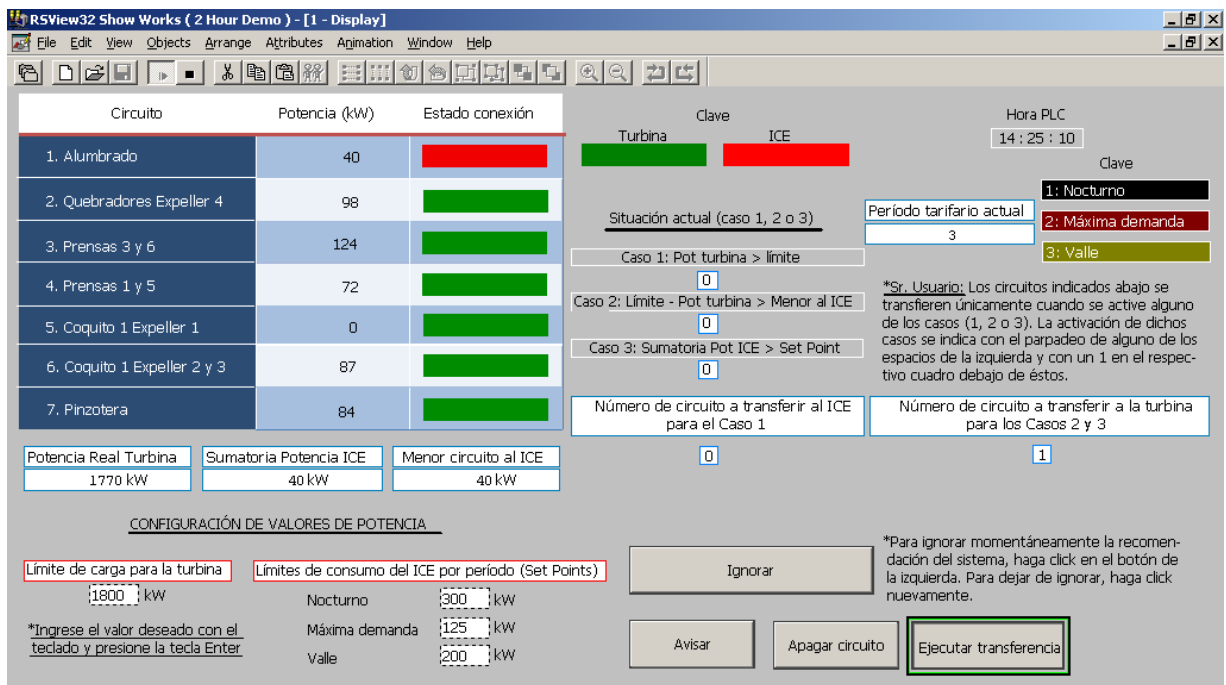 RSView32 Show Works ( 2 Hour Demo ) - [1 - Display]
File Edit View Objects Arrange Attributes Animation Window Help
Circuito Potencia (kW) Estado conexión
1. Alumbrado 40
2. Quebradores Expeller 4 98
3. Prensas 3 y 6 124
4. Prensas 1 y 5 72
5. Coquito 1 Expeller 1 0
6. Coquito 1 Expeller 2 y 3 87
7. Pinzotera 84
Potencia Real Turbina
1770 kW
Sumatoria Potencia ICE
40 kW
Menor circuito al ICE
40 kW
Clave
Turbina ICE
Situación actual (caso 1, 2 o 3)
Caso 1: Pot turbina > límite
0
Caso 2: Límite - Pot turbina > Menor al ICE
0
Caso 3: Sumatoria Pot ICE > Set Point
0
Número de circuito a transferir al ICE
para el Caso 1
0
Hora PLC
14 : 25 : 10
Clave
1: Nocturno
2: Máxima demanda
3: Valle
Período tarifario actual
3
*Sr. Usuario: Los circuitos indicados abajo se
transfieren únicamente cuando se active alguno
de los casos (1, 2 o 3). La activación de dichos
casos se indica con el parpadeo de alguno de los
espacios de la izquierda y con un 1 en el respec-
tivo cuadro debajo de éstos.
Número de circuito a transferir a la turbina
para los Casos 2 y 3
1
CONFIGURACIÓN DE VALORES DE POTENCIA
Límite de carga para la turbina
1800 kW
*Ingrese el valor deseado con el
teclado y presione la tecla Enter
Límites de consumo del ICE por período (Set Points)
Nocturno 300 kW
Máxima demanda 125 kW
Valle 200 kW
Ignorar
*Para ignorar momentáneamente la recomen-
dación del sistema, haga click en el botón de
la izquierda. Para dejar de ignorar, haga click
nuevamente.
Avisar
Apagar circuito
Ejecutar transferencia